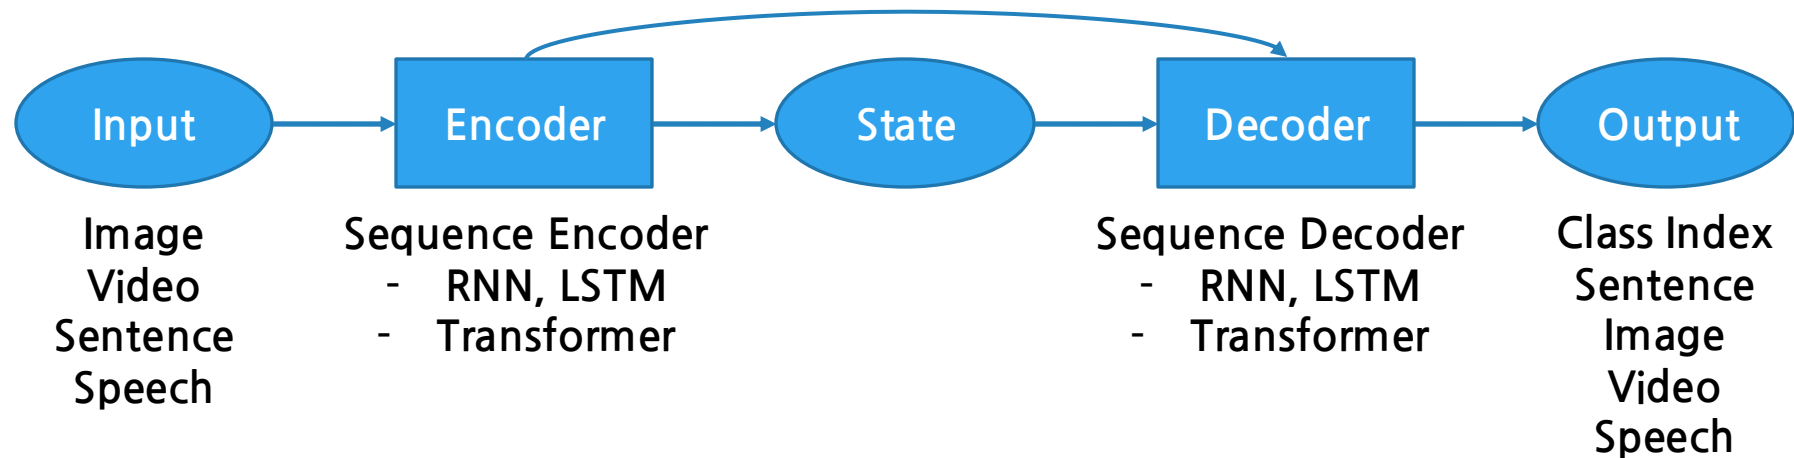 Input
Encoder
State
Decoder
Output
Image
Video
Sentence
Speech
Sequence Encoder
- RNN, LSTM
- Transformer
Sequence Decoder
- RNN, LSTM
- Transformer
Class Index
Sentence
Image
Video
Speech